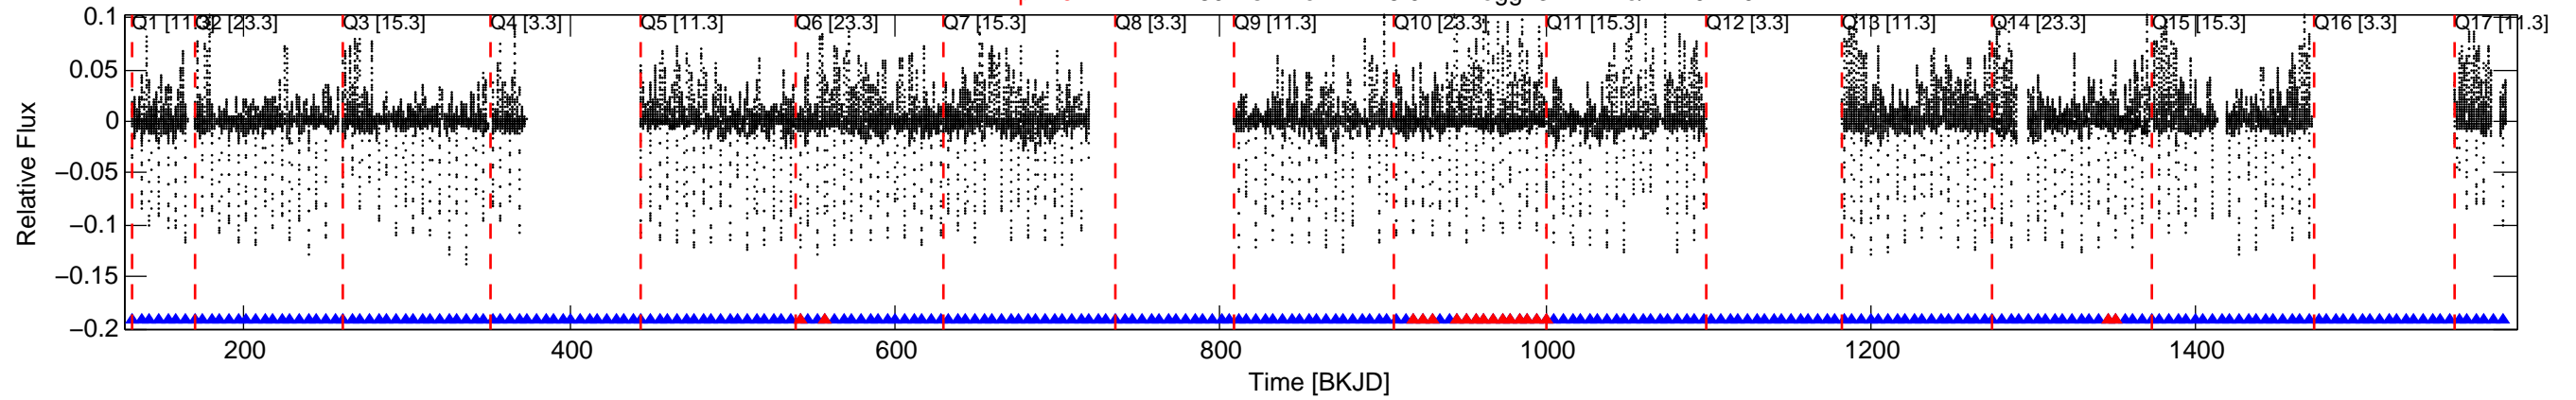 Q1 [11.3] Q2 [23.3] Q3 [15.3] Q4 [3.3] Q5 [11.3] Q6 [23.3] Q7 [15.3] Q8 [3.3] Q9 [11.3] Q10 [23.3] Q11 [15.3] Q12 [3.3] Q13 [11.3] Q14 [23.3] Q15 [15.3] Q16 [3.3] Q17 [11.3]
0.1
0.05
0
−0.05
−0.1
−0.15
−0.2
Relative Flux
200 400 600 800 1000 1200 1400
Time [BKJD]